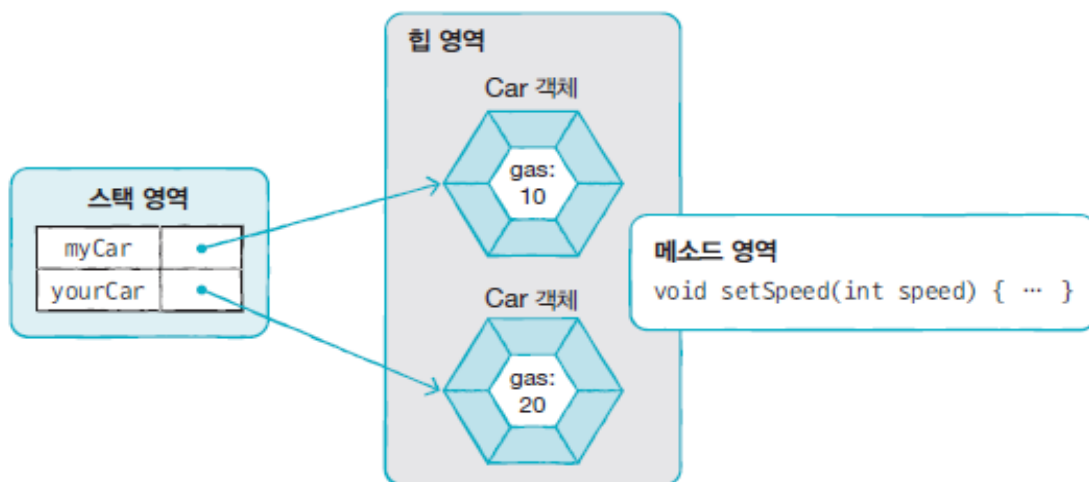 힙 영역
Car 객체
gas:
10
스택 영역
myCar
yourCar
메소드 영역
void setSpeed(int speed) { … }
Car 객체
gas:
20